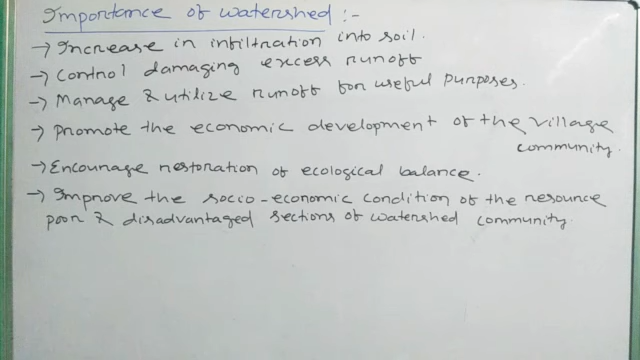 Importance of watershed :-
→ Increase in infiltration into soil.
→ Control damaging excess runoff
→ Manage & utilize runoff for useful purposes.
→ Promote the economic development of the village
community.
→ Encourage restoration of ecological balance.
→ Improve the socio-economic condition of the resource
poor & disadvantaged sections of watershed community.